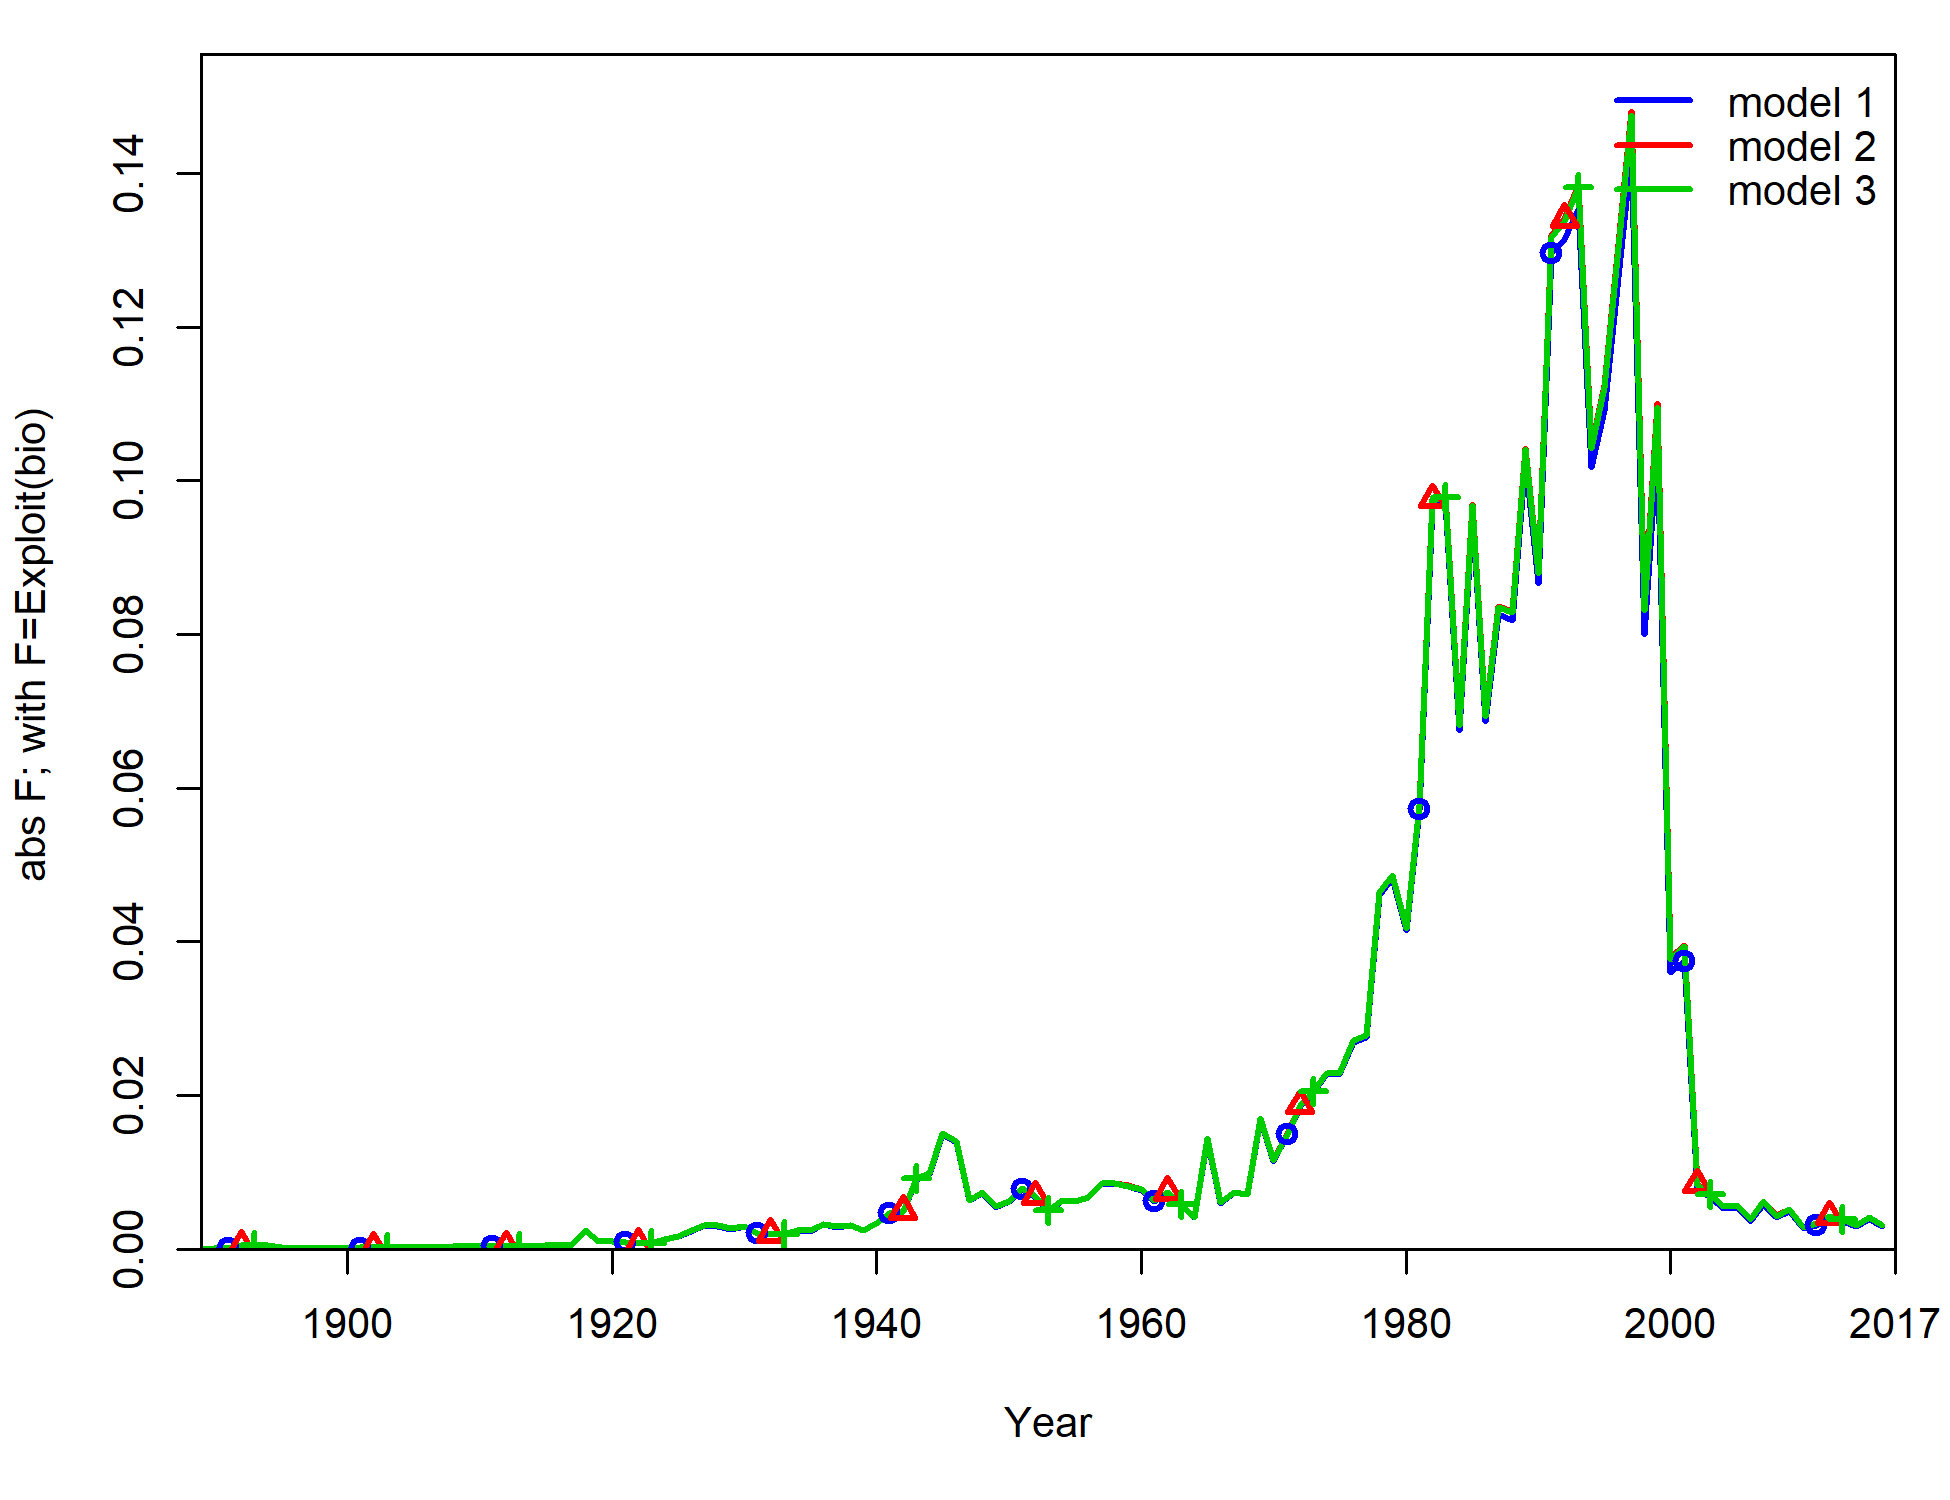 model 1
model 2
model 3
abs F; with F=Exploit(bio)
0.14
0.12
0.10
0.08
0.06
0.04
0.02
0.00
1900 1920 1940 1960 1980 2000 2017
Year